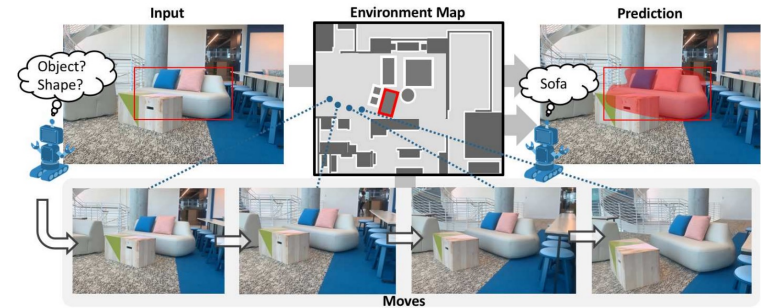 Input
Environment Map
Prediction
Object?
Shape?
Sofa
Moves